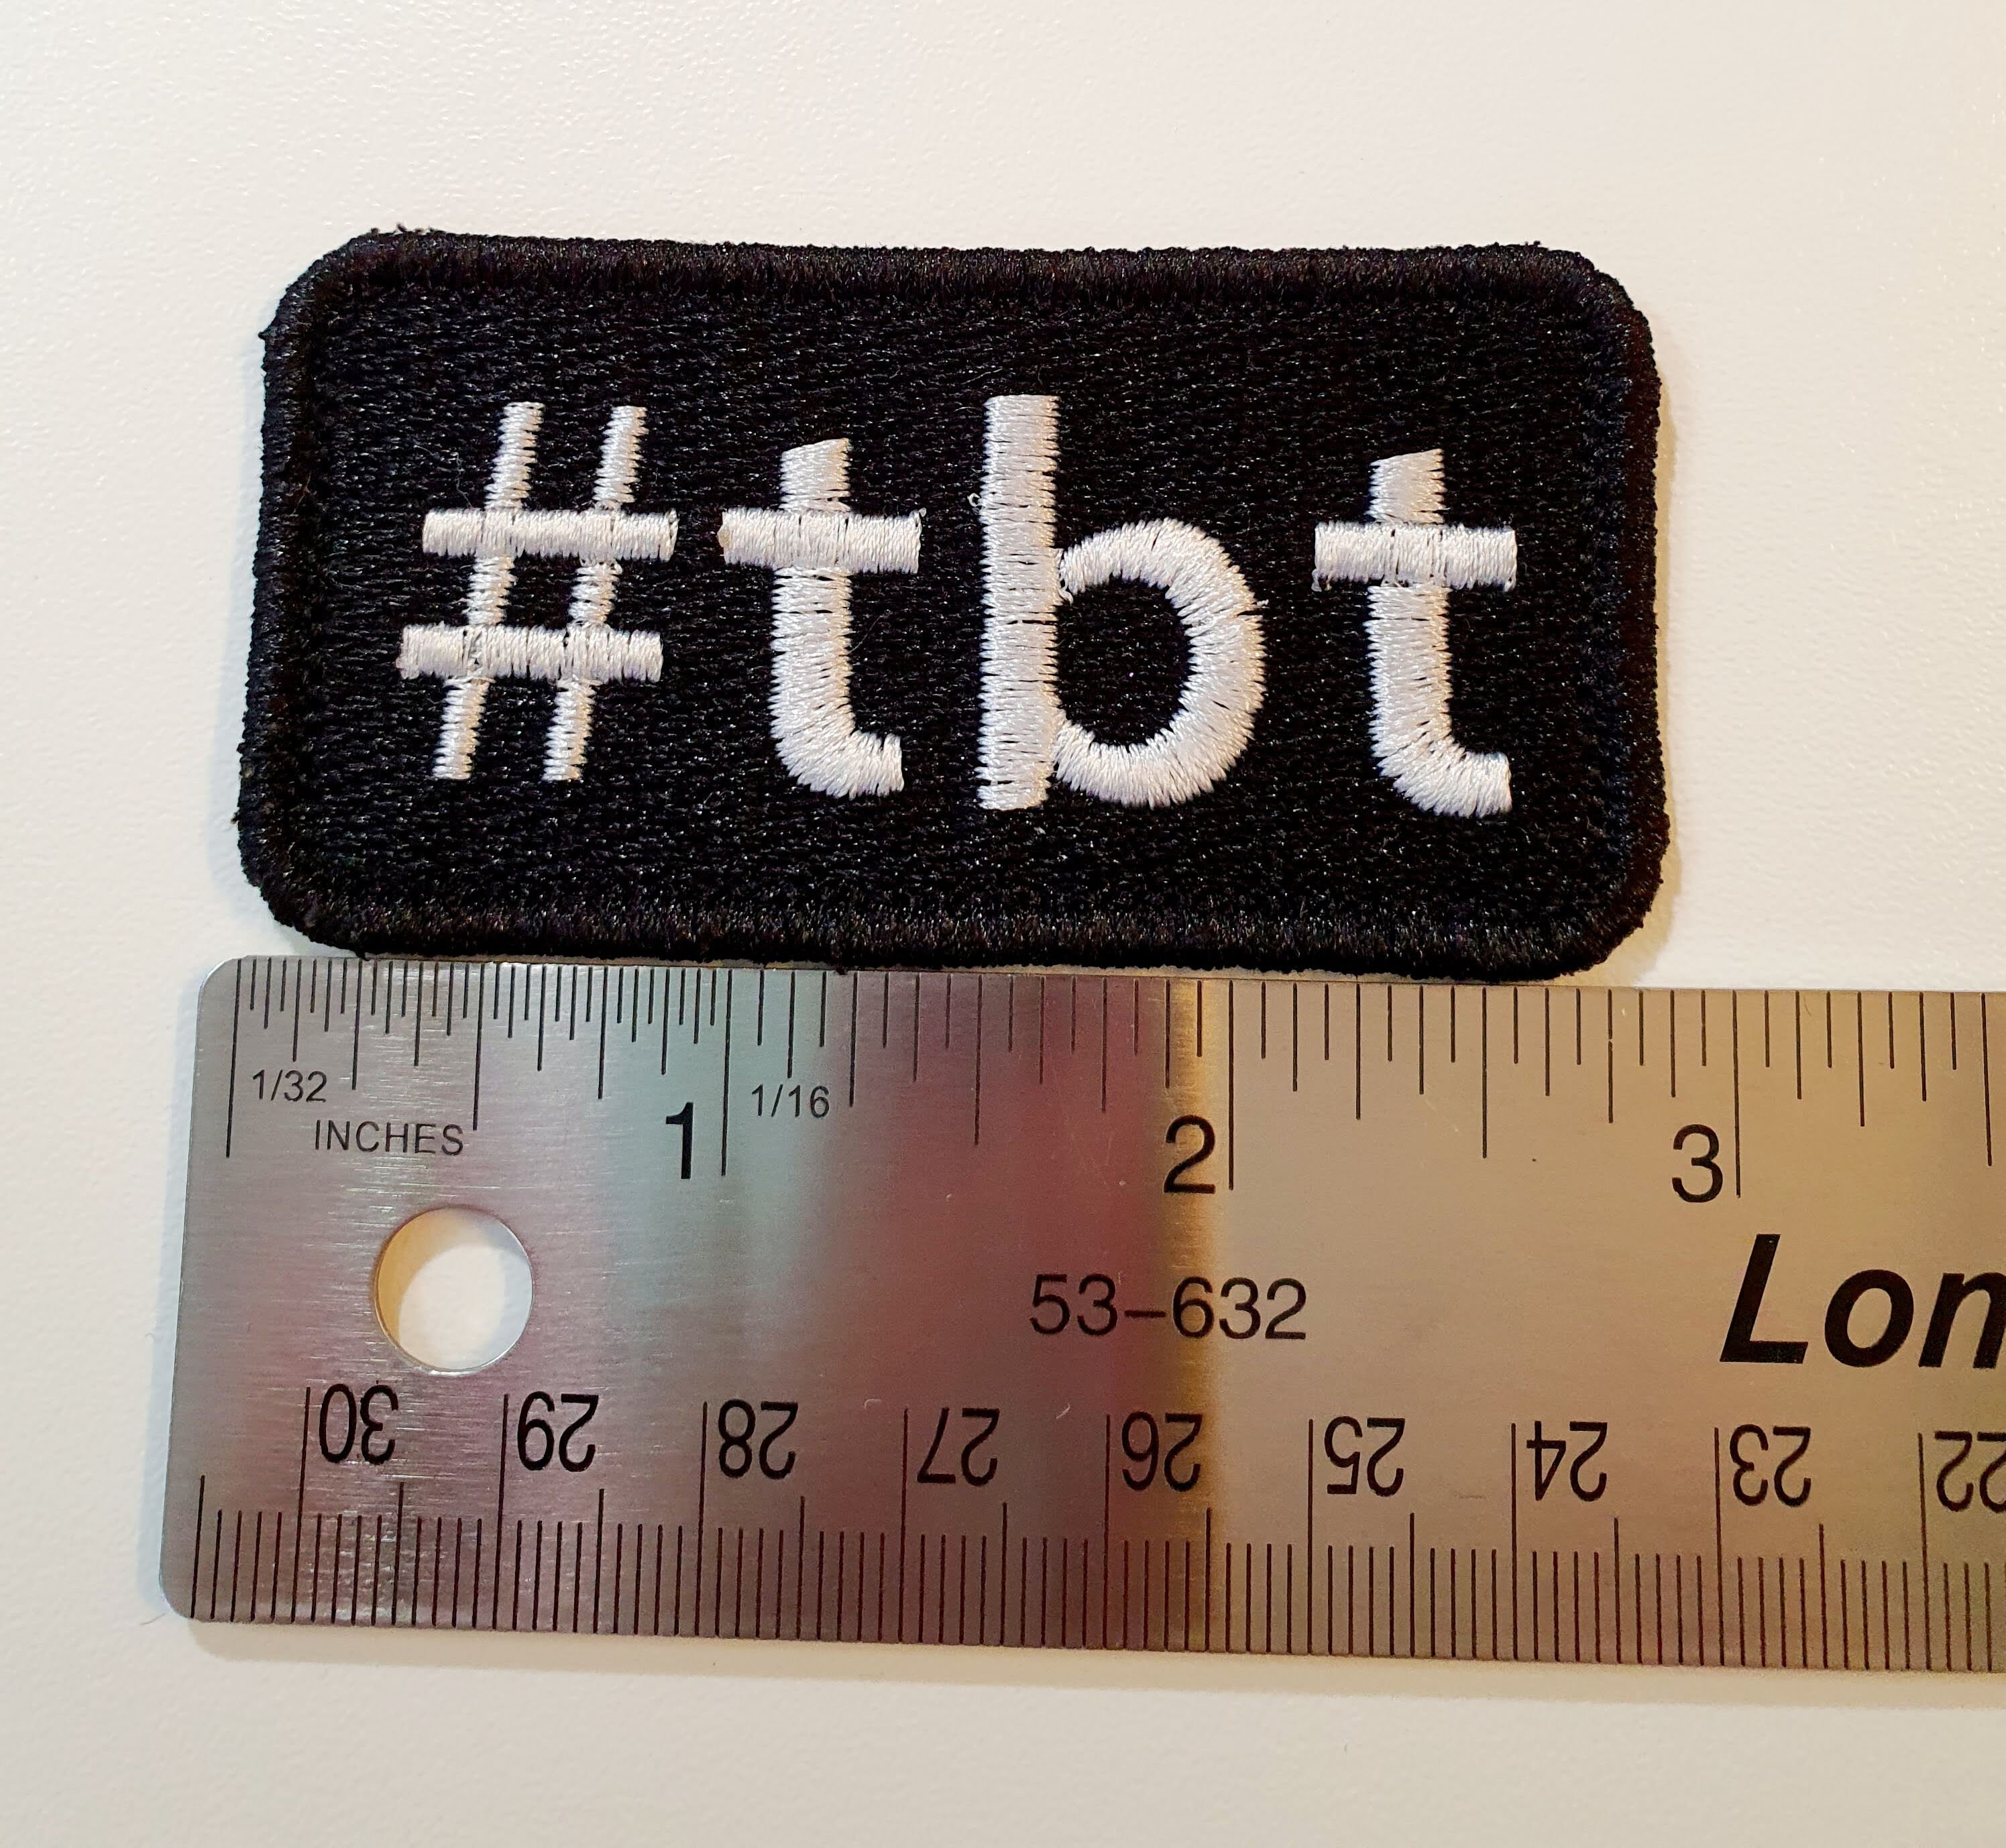 #tbt
1/32 1/16
INCHES 1 2 3
53-632
Lon
30 29 28 27 26 25 24 23 22